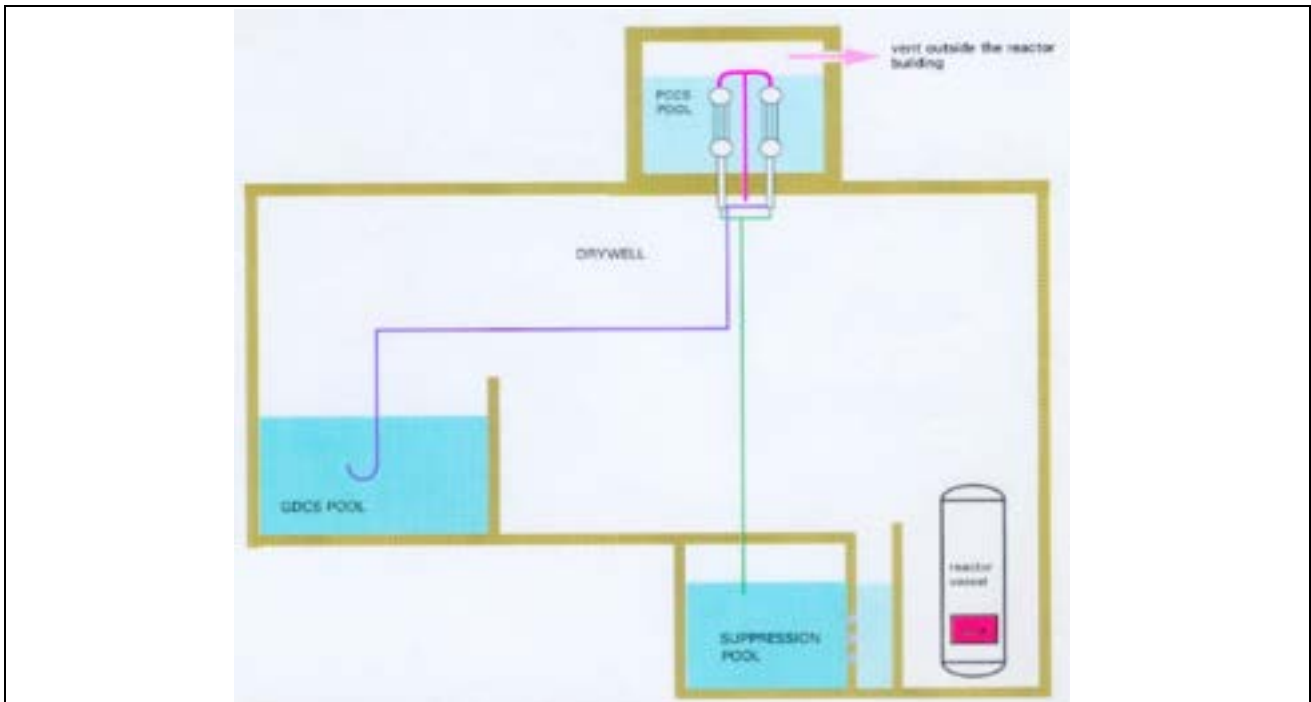 vent outside the reactor
building
PCCS
POOL
DRYWELL
GDCS POOL
reactor
vessel
SUPPRESSION
POOL